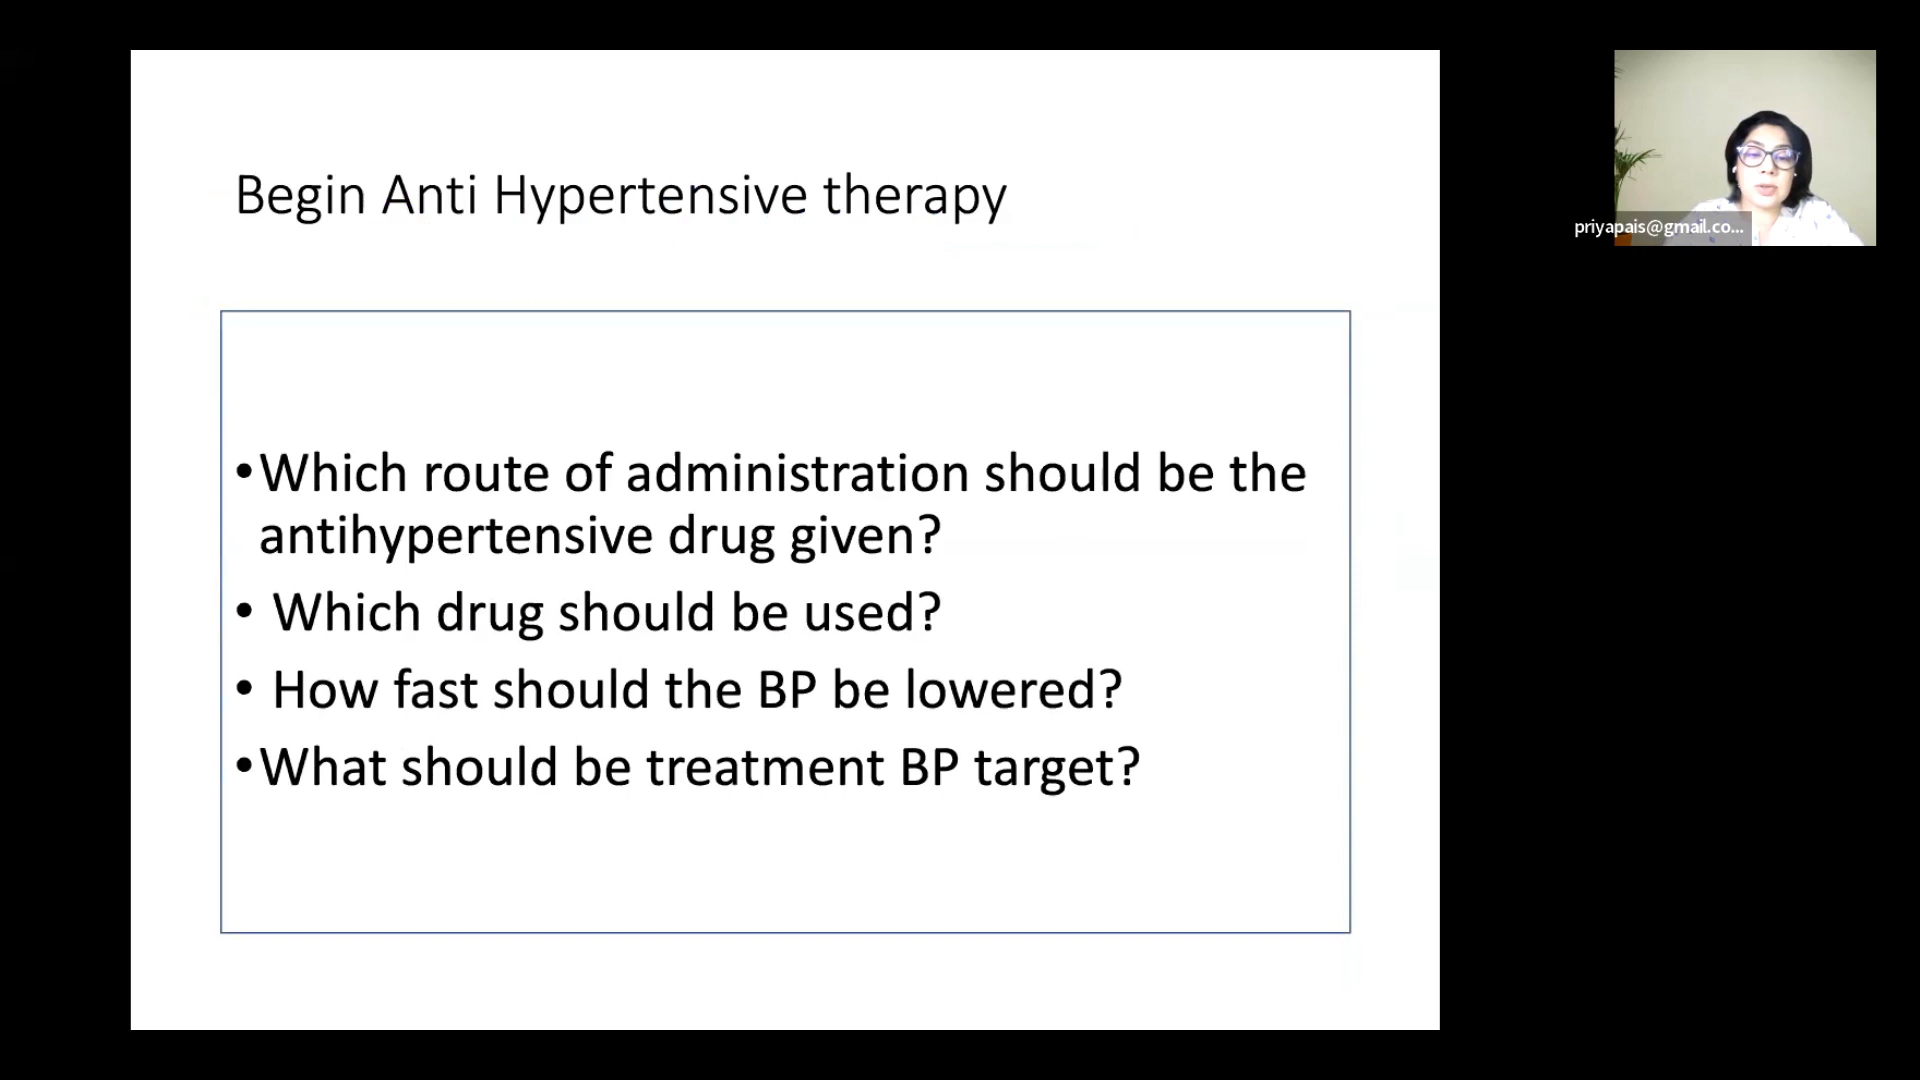 Begin Anti Hypertensive therapy
•Which route of administration should be the
antihypertensive drug given?
• Which drug should be used?
• How fast should the BP be lowered?
•What should be treatment BP target?
priyapais@gmail.co...